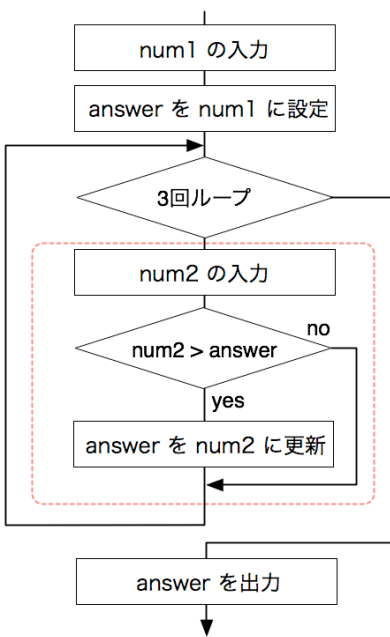 num1 の入力
answer を num1 に設定
3回ループ
num2 の入力
num2 > answer
no
yes
answer を num2 に更新
answer を出力